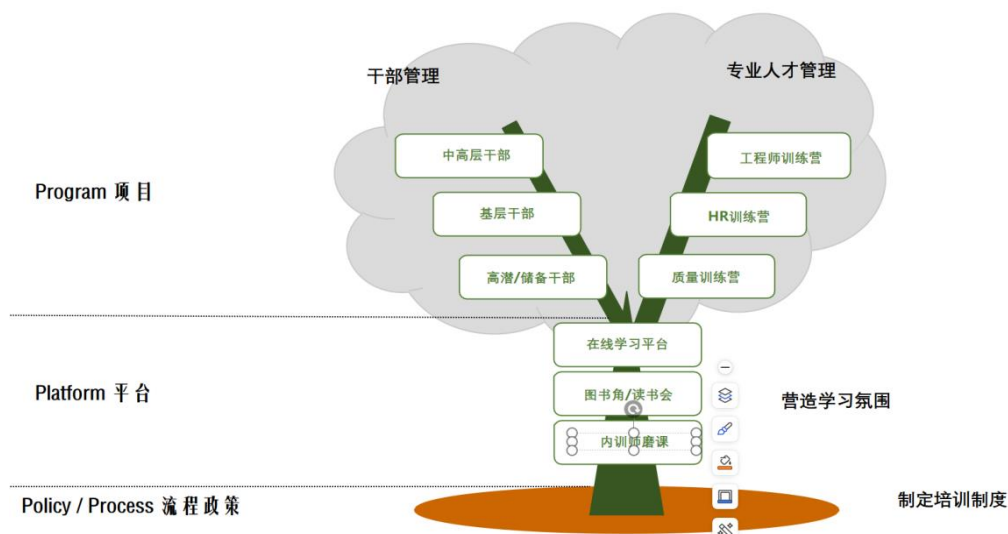 干部管理
专业人才管理
中高层干部
工程师训练营
Program 项目
基层干部
HR训练营
高潜/储备干部
质量训练营
在线学习平台
Platform 平台
图书角/读书会
营造学习氛围
内训师磨课
Policy / Process 流程政策
制定培训制度